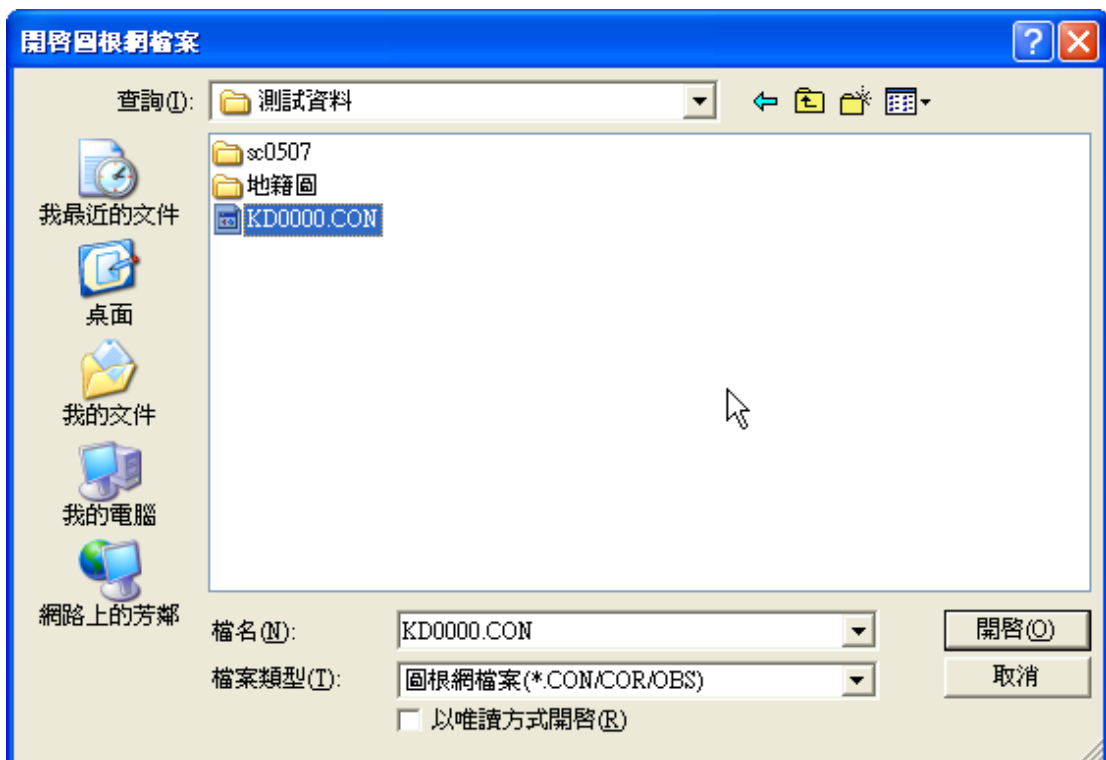 開啓圖根網檔案
查詢(I):
測試資料
sc0507
地籍圖
KD0000.CON
我最近的文件
桌面
我的文件
我的電腦
網路上的芳鄰
檔名(N):
KD0000.CON
開啓(O)
檔案類型(T):
圖根網檔案(*.CON/COR/OBS)
取消
以唯讀方式開啓(R)